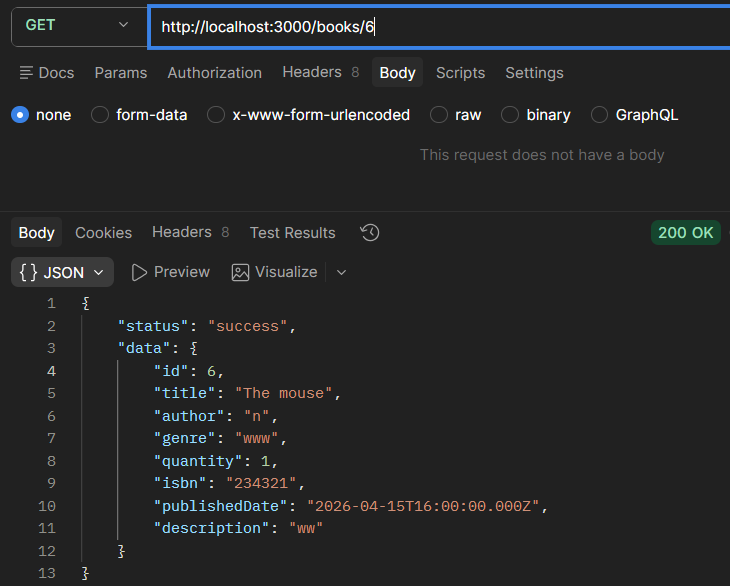 GET http://localhost:3000/books/6
Docs Params Authorization Headers 8 Body Scripts Settings
none form-data x-www-form-urlencoded raw binary GraphQL
This request does not have a body
Body Cookies Headers 8 Test Results 200 OK
{} JSON Preview Visualize
1 {
2 "status": "success",
3 "data": {
4 "id": 6,
5 "title": "The mouse",
6 "author": "n",
7 "genre": "www",
8 "quantity": 1,
9 "isbn": "234321",
10 "publishedDate": "2026-04-15T16:00:00.000Z",
11 "description": "ww"
12 }
13 }